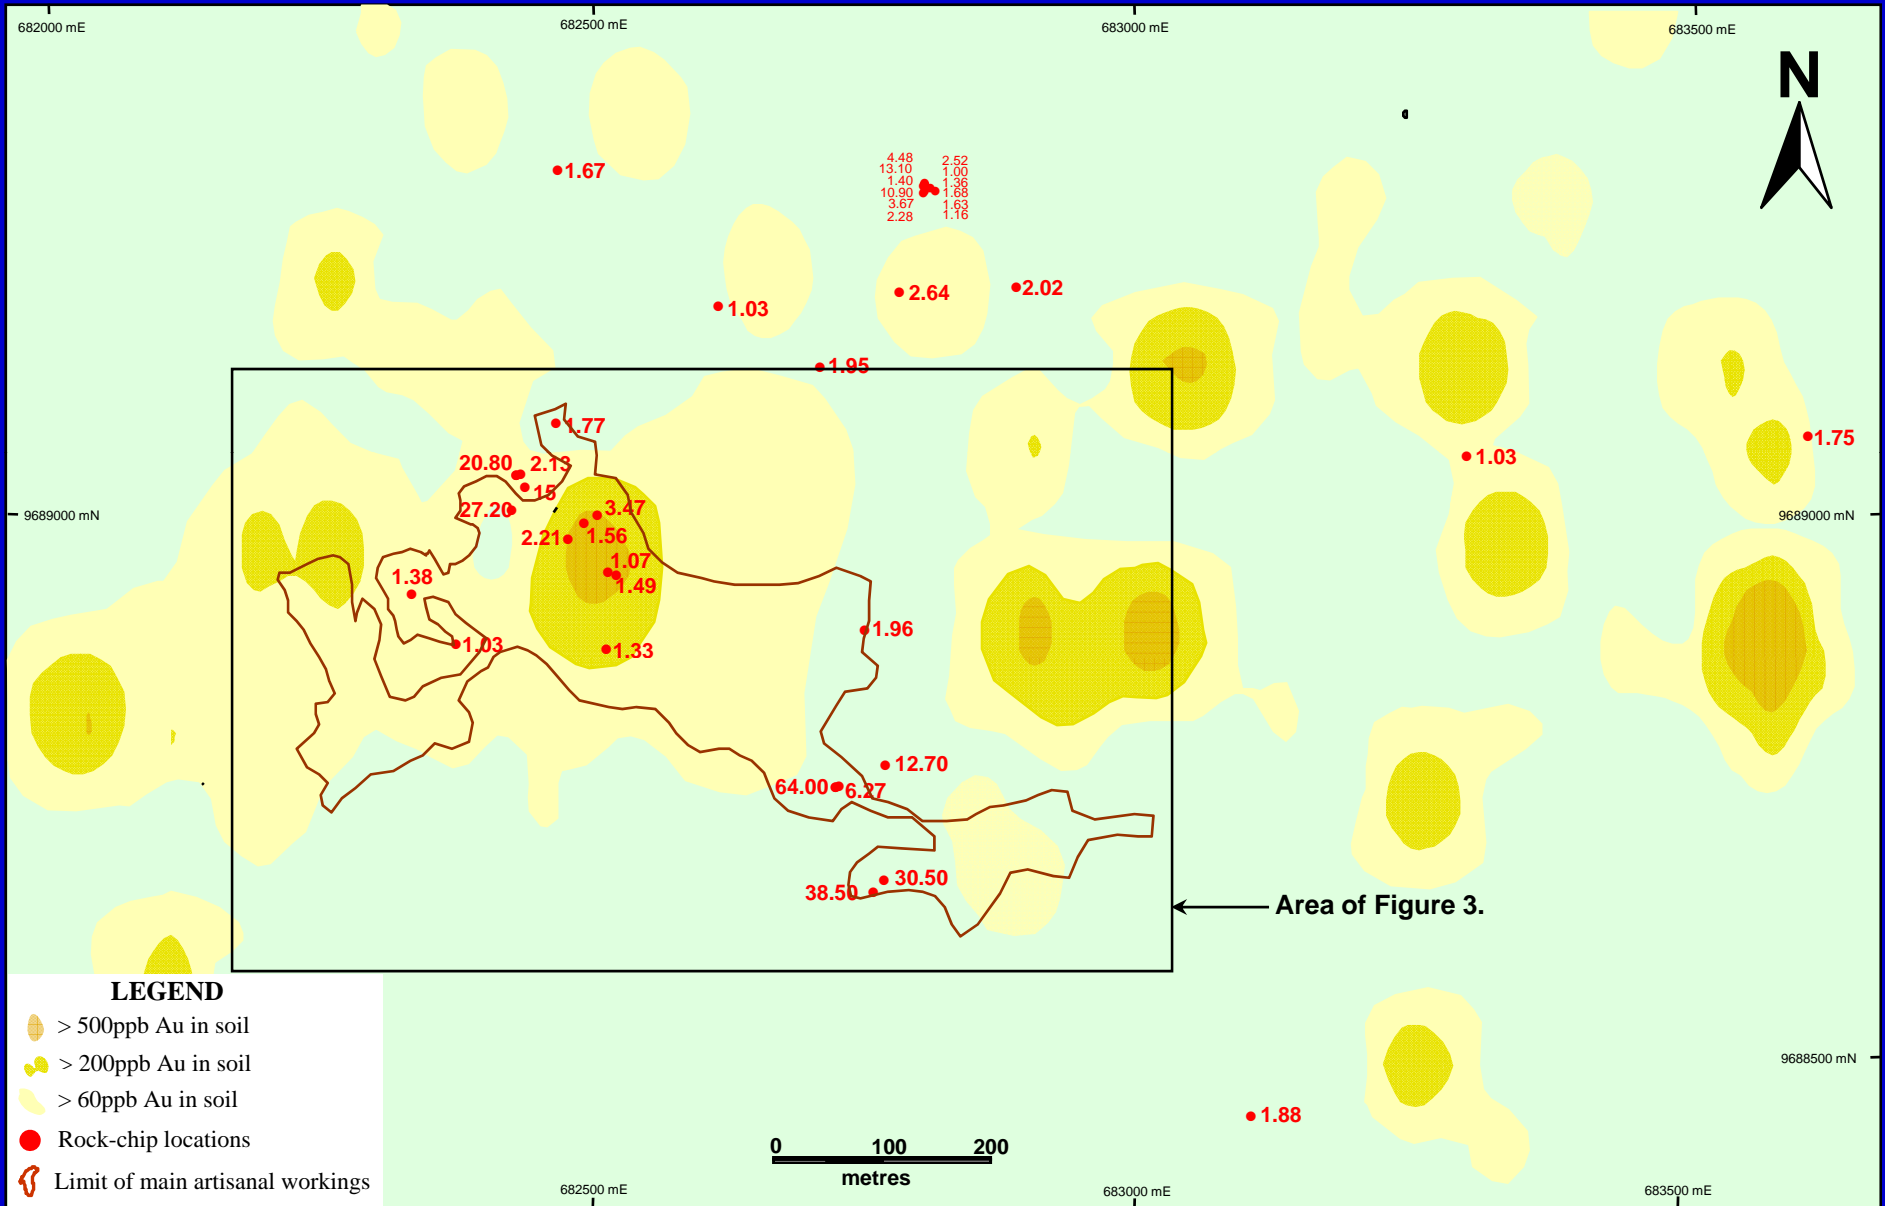 682000 mE
682500 mE
683000 mE
683500 mE
N
1.67
4.48
13.10
1.40
10.90
3.67
2.28
2.52
1.00
1.36
1.68
1.63
1.16
2.64
2.02
1.03
1.95
1.77
1.75
1.03
20.80
2.13
15
27.20
3.47
1.56
2.21
1.07
1.49
1.38
1.03
1.33
1.96
9689000 mN
9689000 mN
12.70
64.00
6.27
30.50
38.50
Area of Figure 3.
LEGEND
> 500ppb Au in soil
> 200ppb Au in soil
> 60ppb Au in soil
Rock-chip locations
Limit of main artisanal workings
9688500 mN
1.88
0 100 200
metres
682500 mE
683000 mE
683500 mE